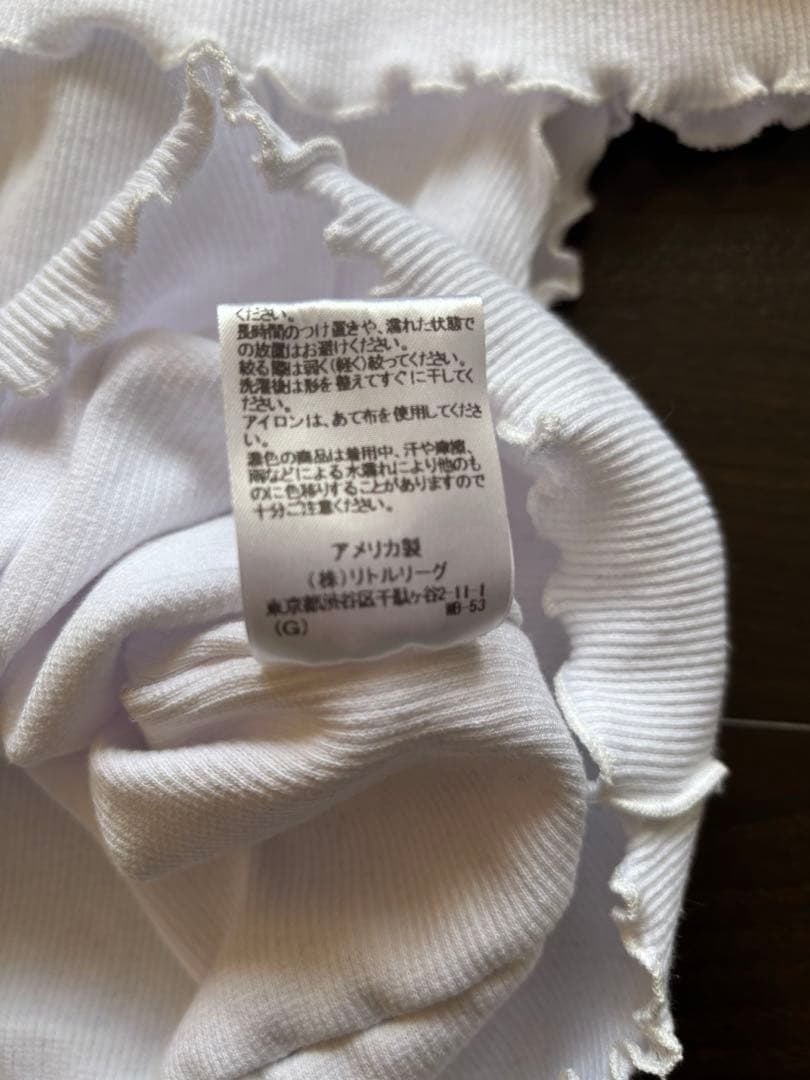 ください。
長時間のつけ置きや、濡れた状態で
の放置はお避けください。
絞る際は弱く(軽く)絞ってください。
洗濯後は形を整えてすぐに干してく
ださい。
アイロンは、あて布を使用してくださ
い。
濃色の商品は着用中、汗や摩擦、
雨などによる水濡れにより他のも
のに色移りすることがありますので
十分ご注意ください。
アメリカ製
(株)リトルリーグ
東京都渋谷区千駄ヶ谷2-11-1
(G)
WB-53